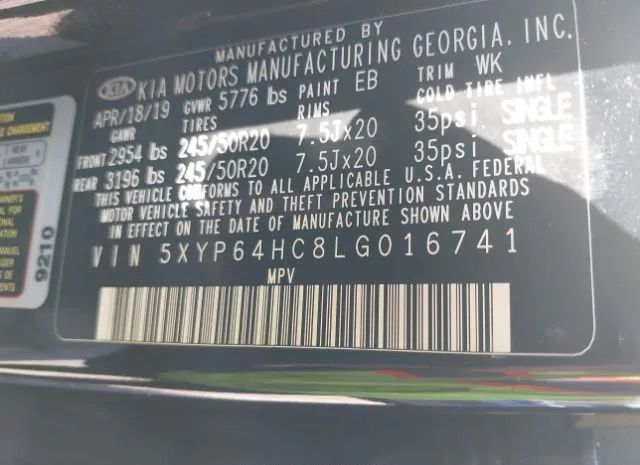 MANUFACTURED BY
KIA KIA MOTORS MANUFACTURING GEORGIA, INC.
APR/18/19 GVWR 5776 lbs PAINT EB TRIM WK
GAWR TIRES RIMS COLD TIRE INFL
FRONT 2954 lbs 245/50R20 7.5Jx20 35psi SINGLE
REAR 3196 lbs 245/50R20 7.5Jx20 35psi SINGLE
THIS VEHICLE CONFORMS TO ALL APPLICABLE U.S.A. FEDERAL
MOTOR VEHICLE SAFETY AND THEFT PREVENTION STANDARDS
IN EFFECT ON THE DATE OF MANUFACTURE SHOWN ABOVE
VIN 5XYP64HC8LG016741
MPV
CHARGEMENT
REAR
9210